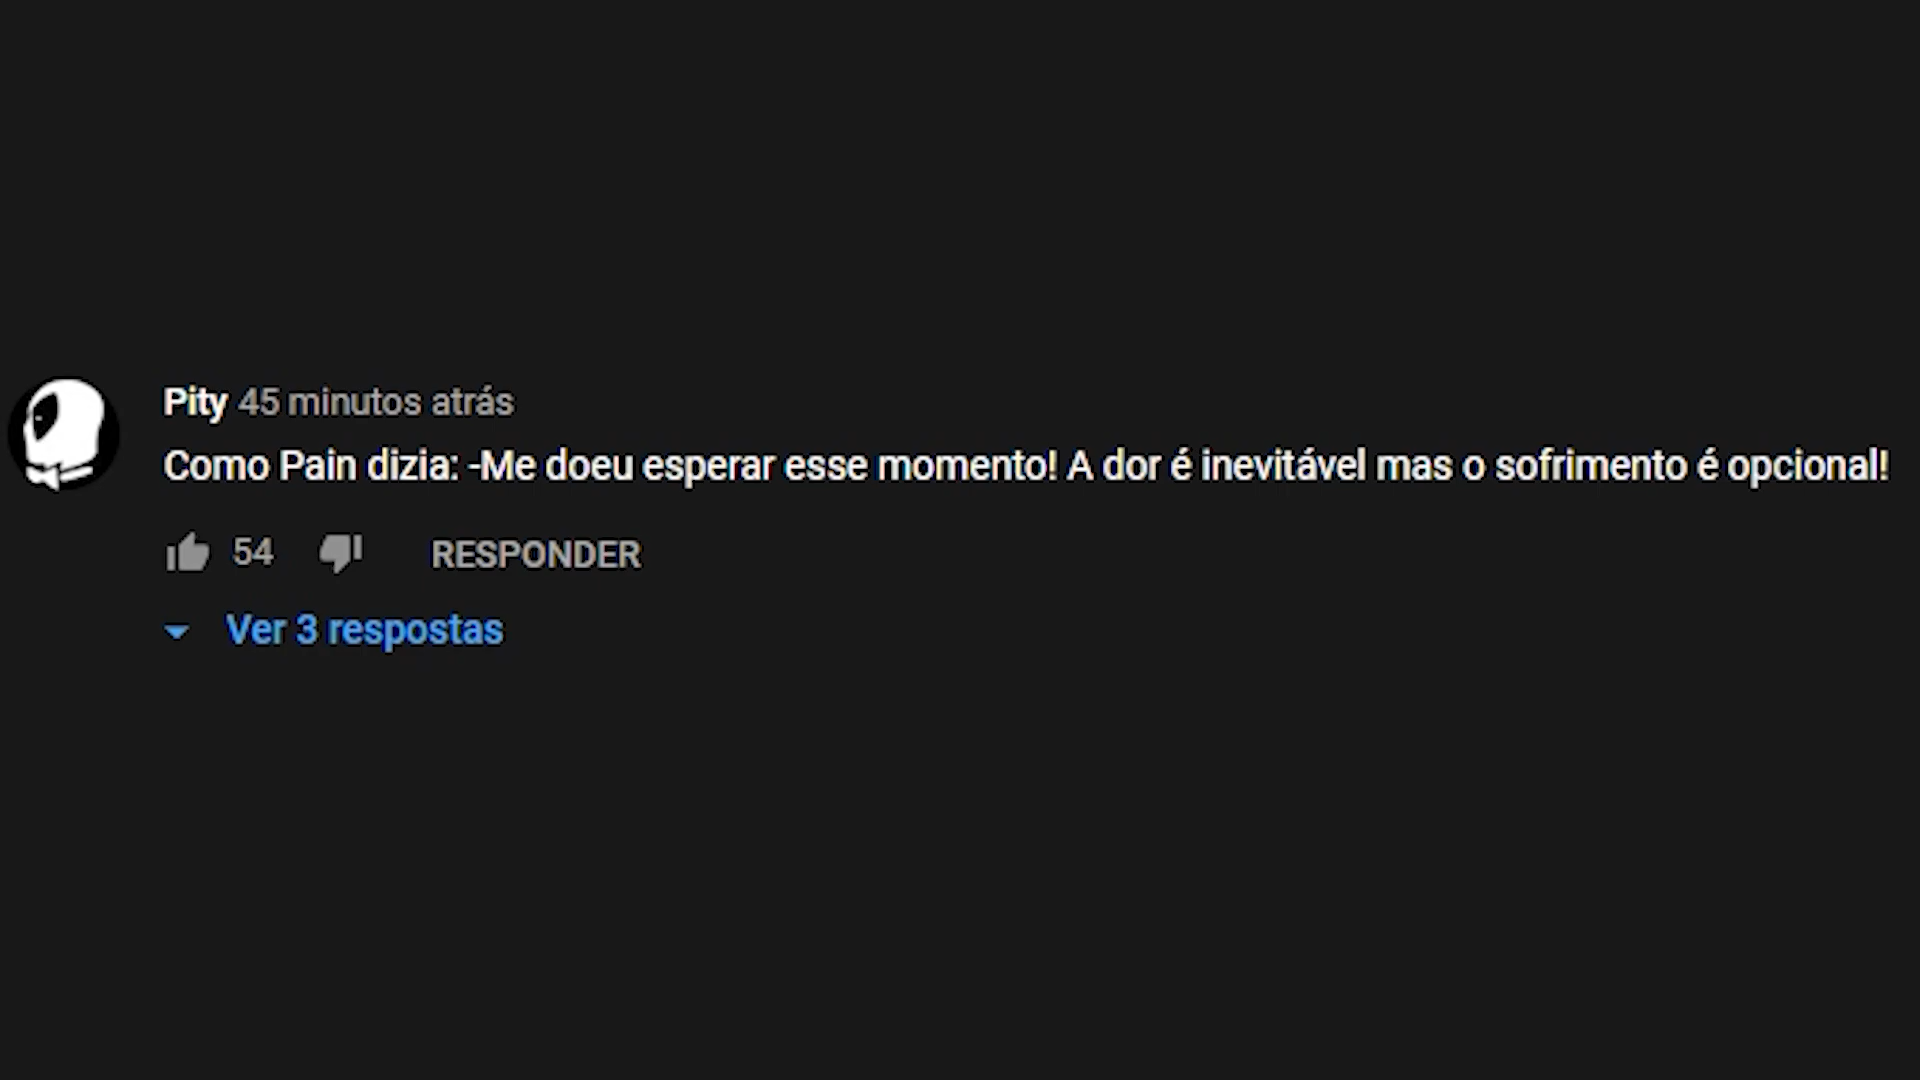 Pity 45 minutos atrás
Como Pain dizia: -Me doeu esperar esse momento! A dor é inevitável mas o sofrimento é opcional!
54 RESPONDER
Ver 3 respostas